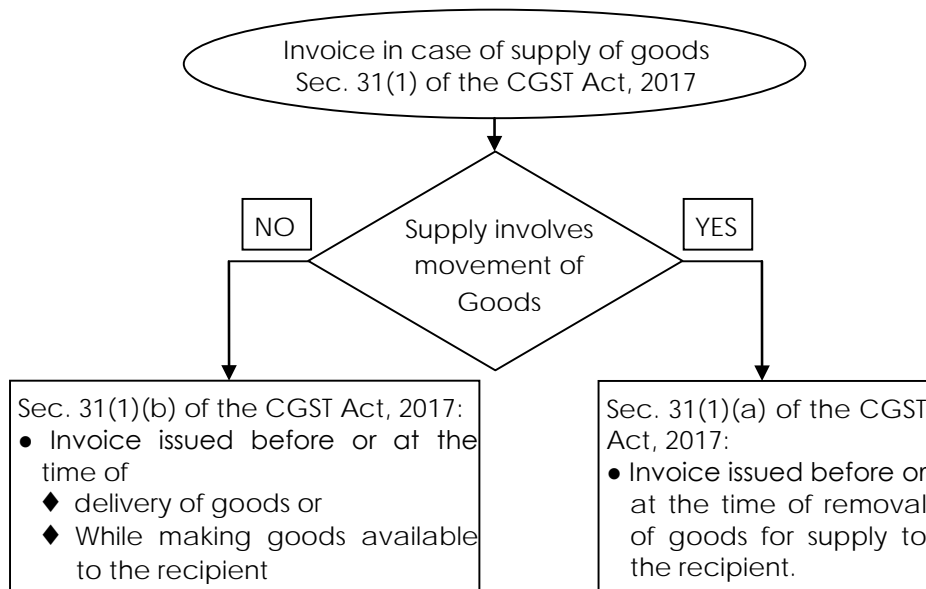 Invoice in case of supply of goods
Sec. 31(1) of the CGST Act, 2017
NO
Supply involves
movement of
Goods
YES
Sec. 31(1)(b) of the CGST Act, 2017:
● Invoice issued before or at the
time of
♦ delivery of goods or
♦ While making goods available
to the recipient
Sec. 31(1)(a) of the CGST
Act, 2017:
● Invoice issued before or
at the time of removal
of goods for supply to
the recipient.